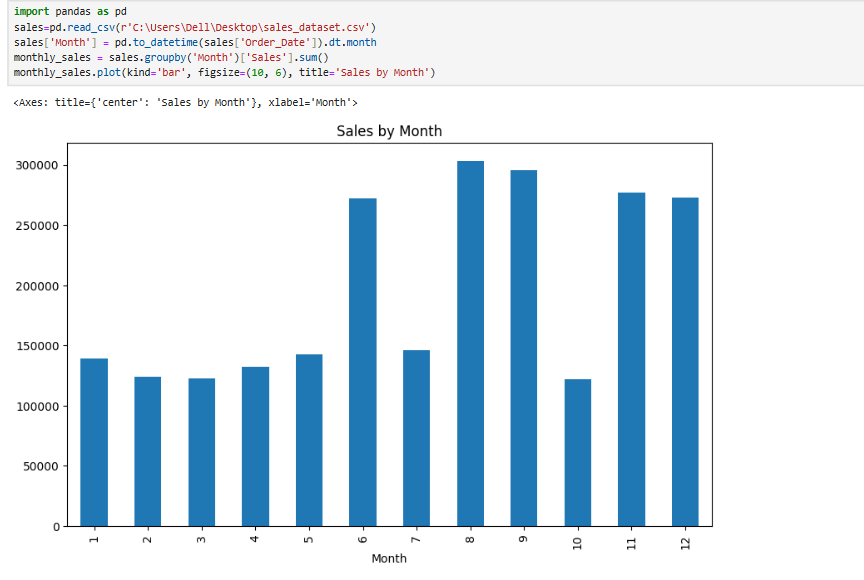 import pandas as pd
sales=pd.read_csv(r'C:\Users\Dell\Desktop\sales_dataset.csv')
sales['Month'] = pd.to_datetime(sales['Order_Date']).dt.month
monthly_sales = sales.groupby('Month')['Sales'].sum()
monthly_sales.plot(kind='bar', figsize=(10, 6), title='Sales by Month')
<Axes: title={'center': 'Sales by Month'}, xlabel='Month'>
Sales by Month
300000
250000
200000
150000
100000
50000
0
1 2 3 4 5 6 7 8 9 10 11 12
Month